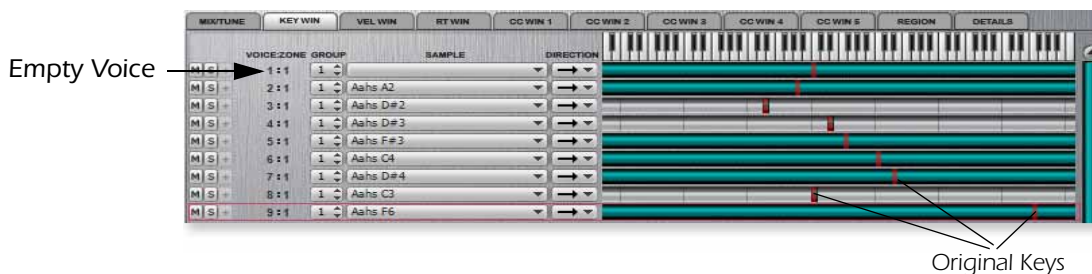 MIX/TUNE KEY WIN VEL WIN RT WIN CC WIN 1 CC WIN 2 CC WIN 3 CC WIN 4 CC WIN 5 REGION DETAILS
VOICE:ZONE GROUP SAMPLE DIRECTION
Empty Voice
M S + 1:1 1
M S + 2:1 1 Aahs A2
M S + 3:1 1 Aahs D#2
M S + 4:1 1 Aahs D#3
M S + 5:1 1 Aahs F#3
M S + 6:1 1 Aahs C4
M S + 7:1 1 Aahs D#4
M S + 8:1 1 Aahs C3
M S + 9:1 1 Aahs F6
Original Keys